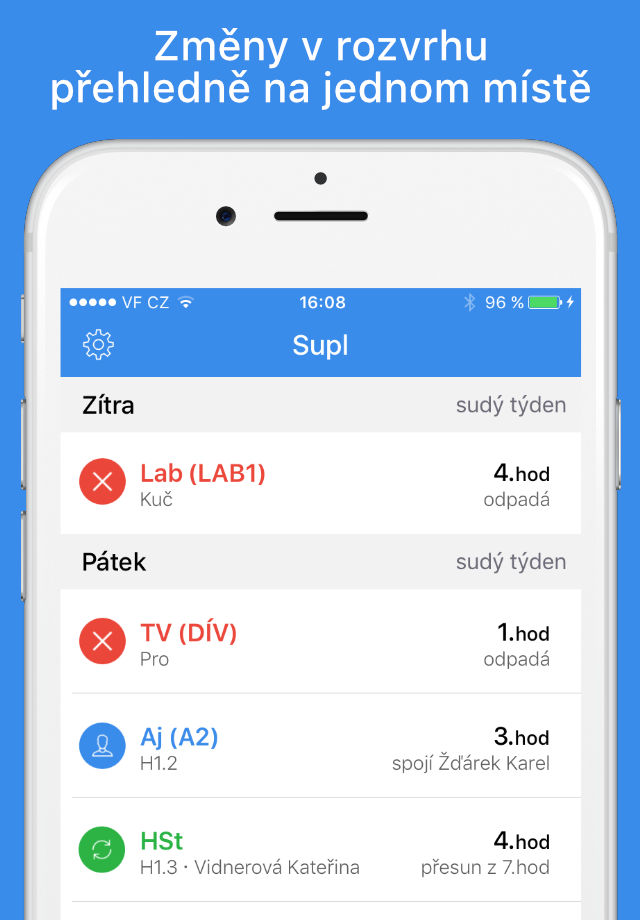 Změny v rozvrhu
přehledně na jednom místě
VF CZ 16:08 96 %
Supl
Zítra sudý týden
Lab (LAB1) 4.hod
Kuč odpadá
Pátek sudý týden
TV (DÍV) 1.hod
Pro odpadá
Aj (A2) 3.hod
H1.2 spojí Žďárek Karel
HSt 4.hod
H1.3 · Vidnerová Kateřina přesun z 7.hod